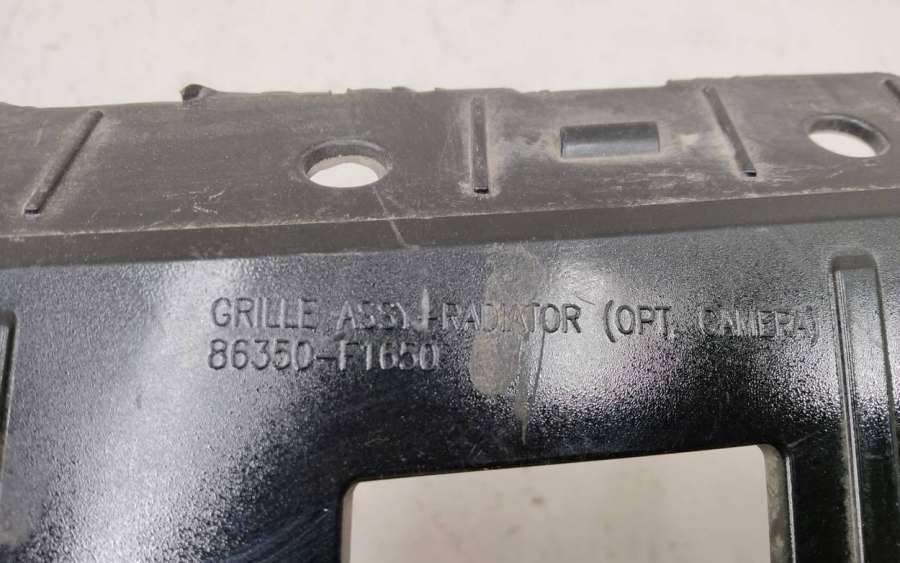 GRILLE ASSY-RADIATOR (OPT. CAMERA)
86350-F1650